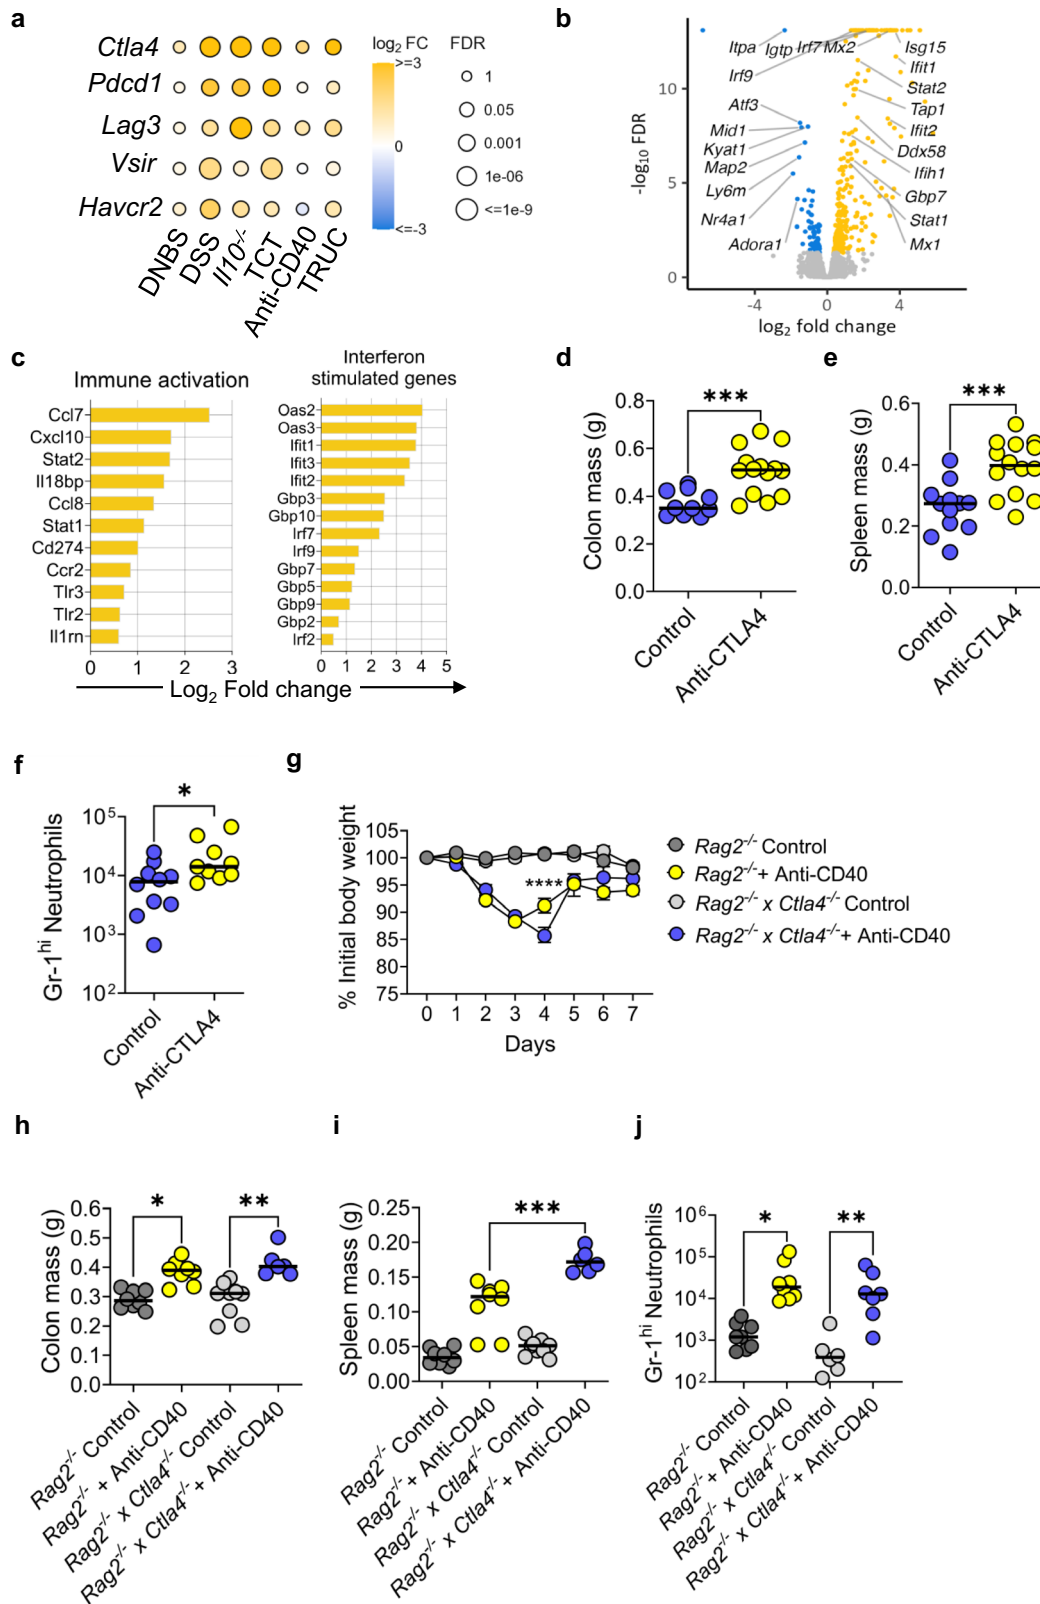 a
Ctla4
Pdcd1
Lag3
Vsir
Havcr2
DNBS
DSS
Il10-/-
TCT
Anti-CD40
TRUC
log2 FC
>=3
0
<=-3
FDR
1
0.05
0.001
1e-06
<=1e-9
b
-log10 FDR
10
5
0
Itpa
Igtp
Irf7
Mx2
Isg15
Irf9
Ifit1
Stat2
Atf3
Tap1
Mid1
Ifit2
Kyat1
Ddx58
Map2
Ifih1
Ly6m
Gbp7
Nr4a1
Stat1
Adora1
Mx1
-4
0
4
log2 fold change
c
Immune activation
Ccl7
Cxcl10
Stat2
Il18bp
Ccl8
Stat1
Cd274
Ccr2
Tlr3
Tlr2
Il1rn
0 1 2 3
Interferon
stimulated genes
Oas2
Oas3
Ifit1
Ifit3
Ifit2
Gbp3
Gbp10
Irf7
Irf9
Gbp7
Gbp5
Gbp9
Gbp2
Irf2
0 1 2 3 4 5
Log2 Fold change
d
Colon mass (g)
0.8
0.6
0.4
0.2
0.0
***
Control
Anti-CTLA4
e
Spleen mass (g)
0.6
0.4
0.2
0.0
***
Control
Anti-CTLA4
f
Gr-1hi Neutrophils
10^5
10^4
10^3
10^2
*
Control
Anti-CTLA4
g
% Initial body weight
105
100
95
90
85
80
75
****
0 1 2 3 4 5 6 7
Days
Rag2-/- Control
Rag2-/-+ Anti-CD40
Rag2-/- x Ctla4-/- Control
Rag2-/- x Ctla4-/-+ Anti-CD40
h
Colon mass (g)
0.6
0.5
0.4
0.3
0.2
0.1
0.0
*
**
Rag2-/- Control
Rag2-/- + Anti-CD40
Rag2-/- x Ctla4-/- Control
Rag2-/- x Ctla4-/- + Anti-CD40
i
Spleen mass (g)
0.25
0.20
0.15
0.10
0.05
0.00
***
Rag2-/- Control
Rag2-/- + Anti-CD40
Rag2-/- x Ctla4-/- Control
Rag2-/- x Ctla4-/- + Anti-CD40
j
Gr-1hi Neutrophils
10^6
10^5
10^4
10^3
10^2
*
**
Rag2-/- Control
Rag2-/- + Anti-CD40
Rag2-/- x Ctla4-/- Control
Rag2-/- x Ctla4-/- + Anti-CD40